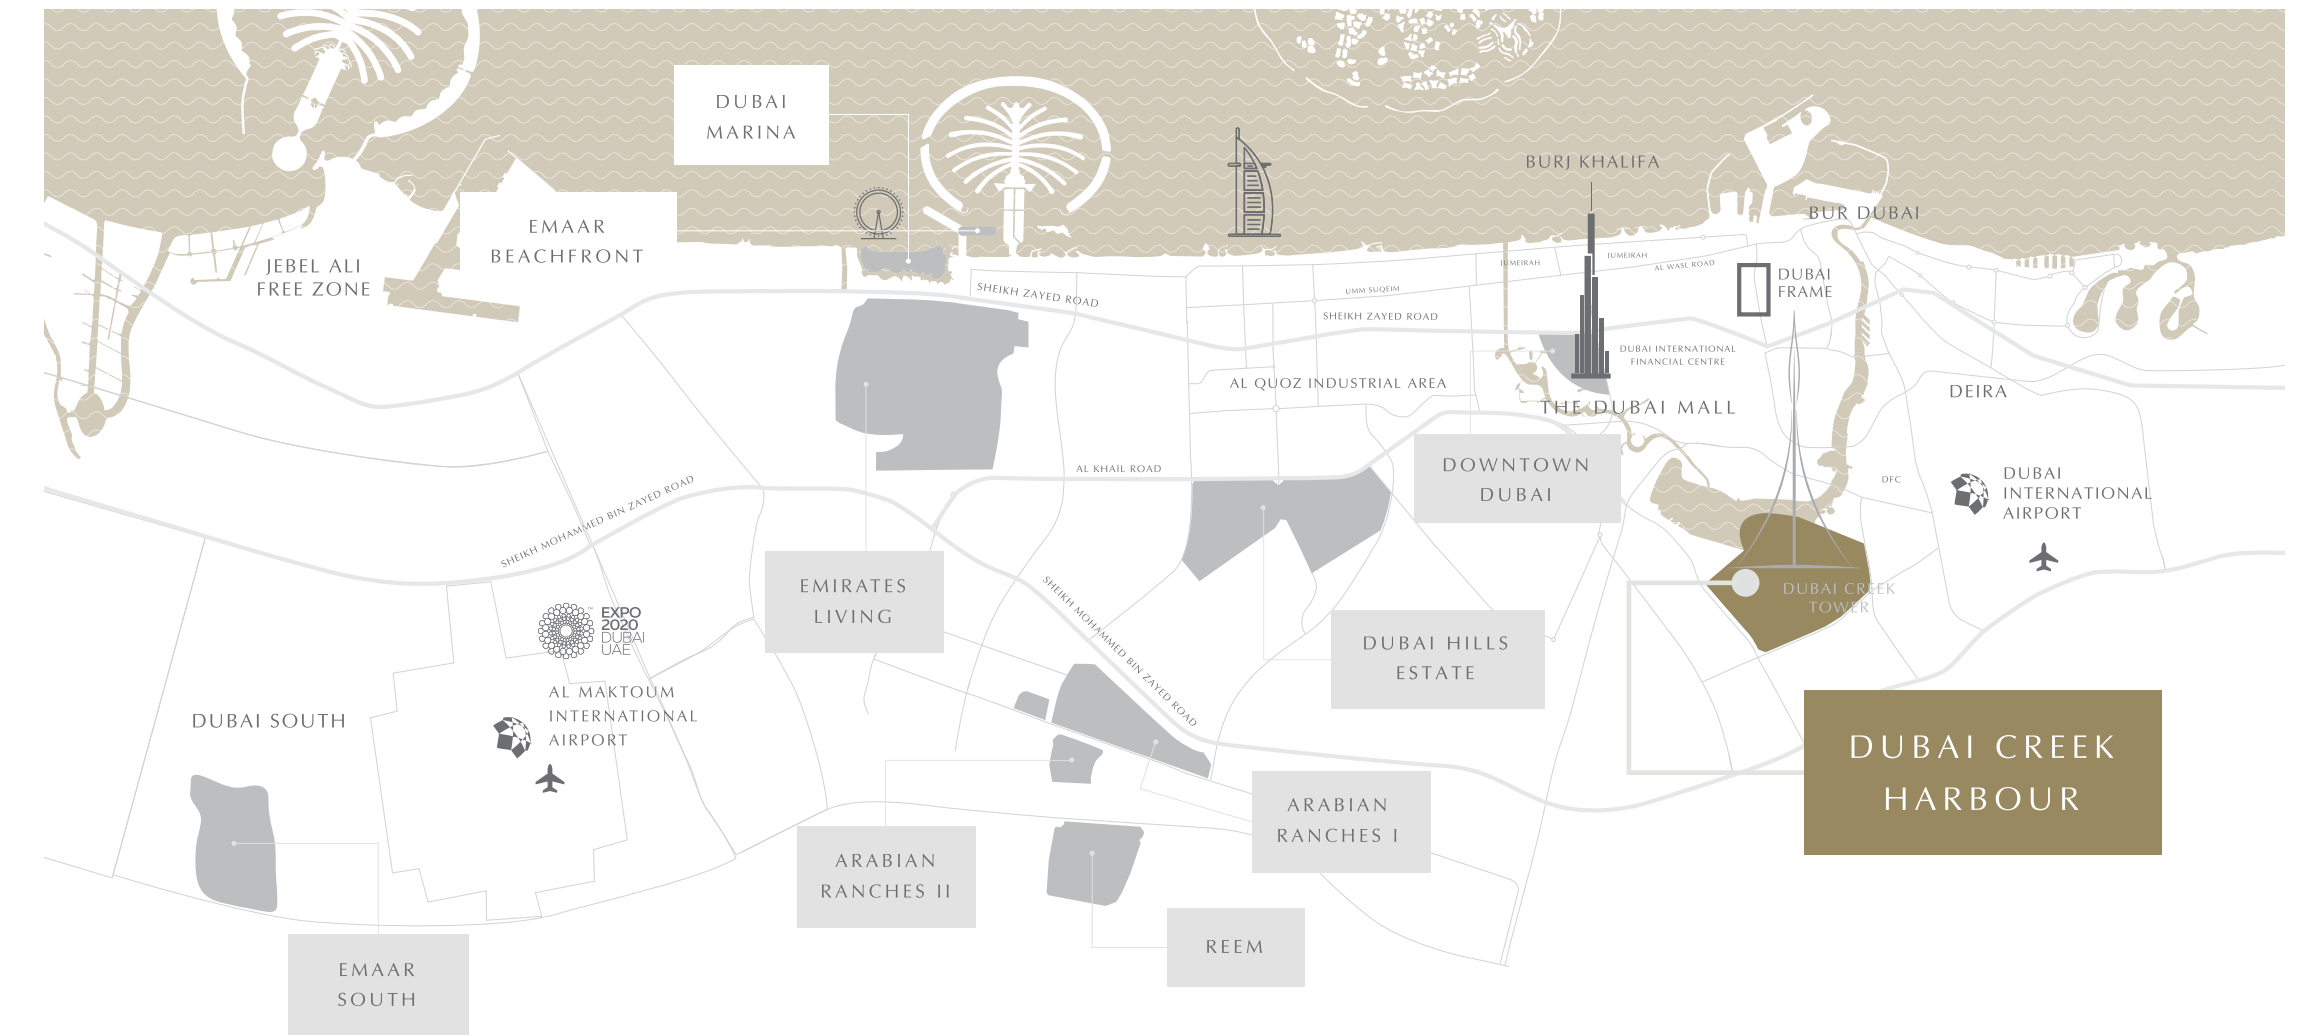 DUBAI
MARINA
BURJ KHALIFA
BUR DUBAI
EMAAR
BEACHFRONT
JEBEL ALI
FREE ZONE
JUMEIRAH
JUMEIRAH
AL WASL ROAD
DUBAI
FRAME
SHEIKH ZAYED ROAD
UMM SUQEIM
SHEIKH ZAYED ROAD
DUBAI INTERNATIONAL
FINANCIAL CENTRE
AL QUOZ INDUSTRIAL AREA
DEIRA
THE DUBAI MALL
AL KHAIL ROAD
DOWNTOWN
DUBAI
DFC
DUBAI
INTERNATIONAL
AIRPORT
SHEIKH MOHAMMED BIN ZAYED ROAD
EMIRATES
LIVING
DUBAI CREEK
TOWER
EXPO
2020
DUBAI
UAE
™
SHEIKH MOHAMMED BIN ZAYED ROAD
DUBAI HILLS
ESTATE
AL MAKTOUM
INTERNATIONAL
AIRPORT
DUBAI SOUTH
DUBAI CREEK
HARBOUR
ARABIAN
RANCHES I
ARABIAN
RANCHES II
REEM
EMAAR
SOUTH